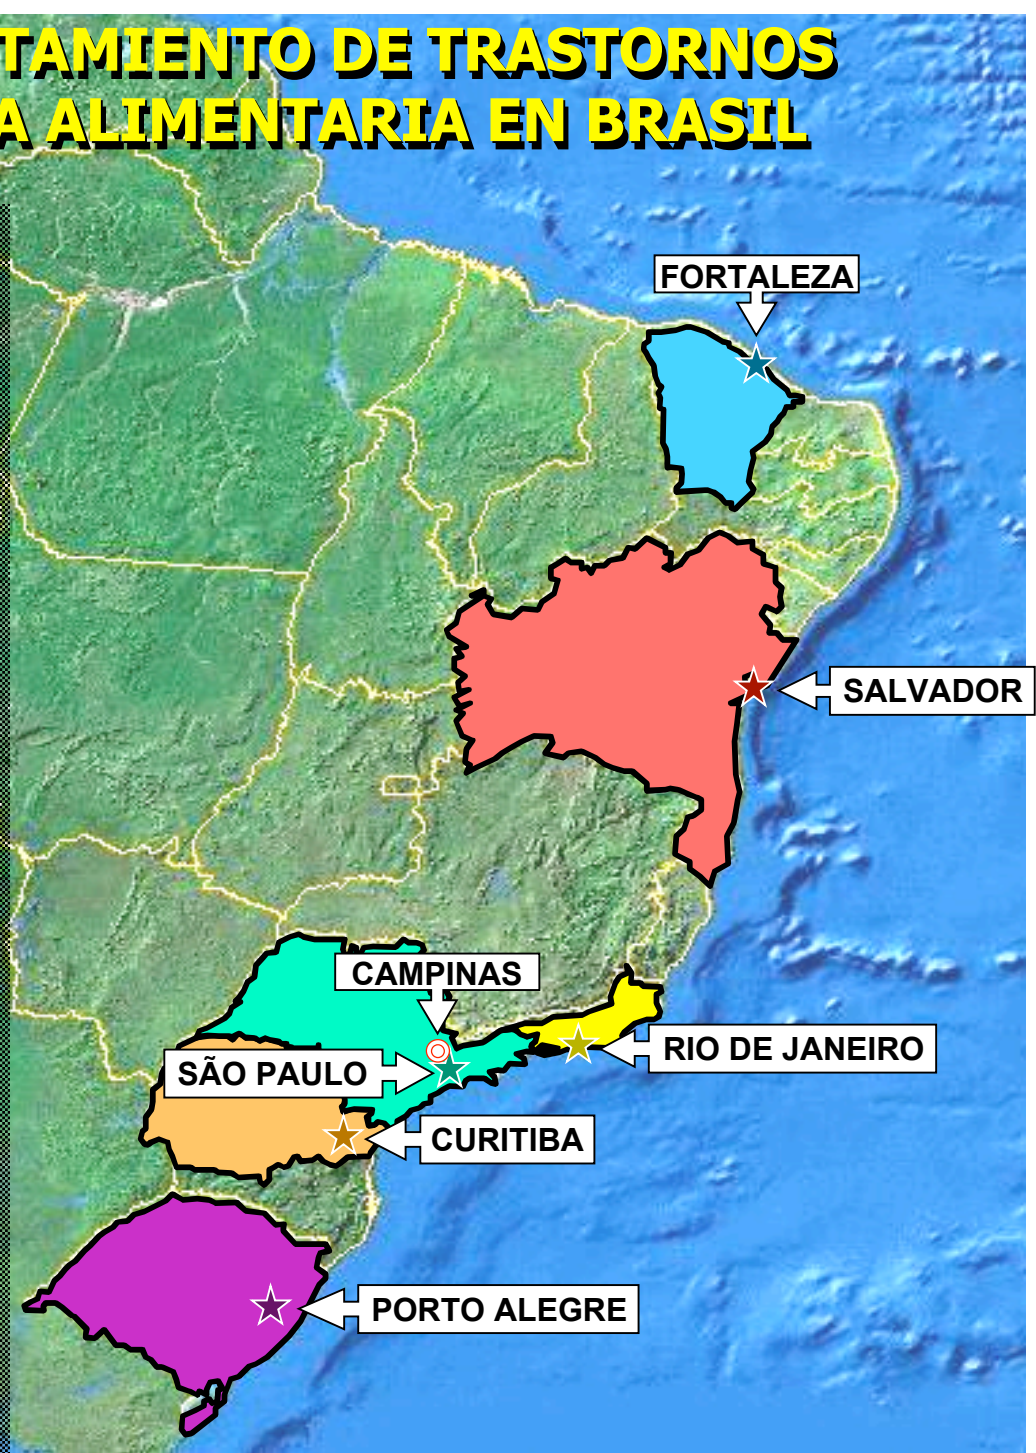 TAMIENTO DE TRASTORNOS
A ALIMENTARIA EN BRASIL
FORTALEZA
SALVADOR
CAMPINAS
RIO DE JANEIRO
SÃO PAULO
CURITIBA
PORTO ALEGRE